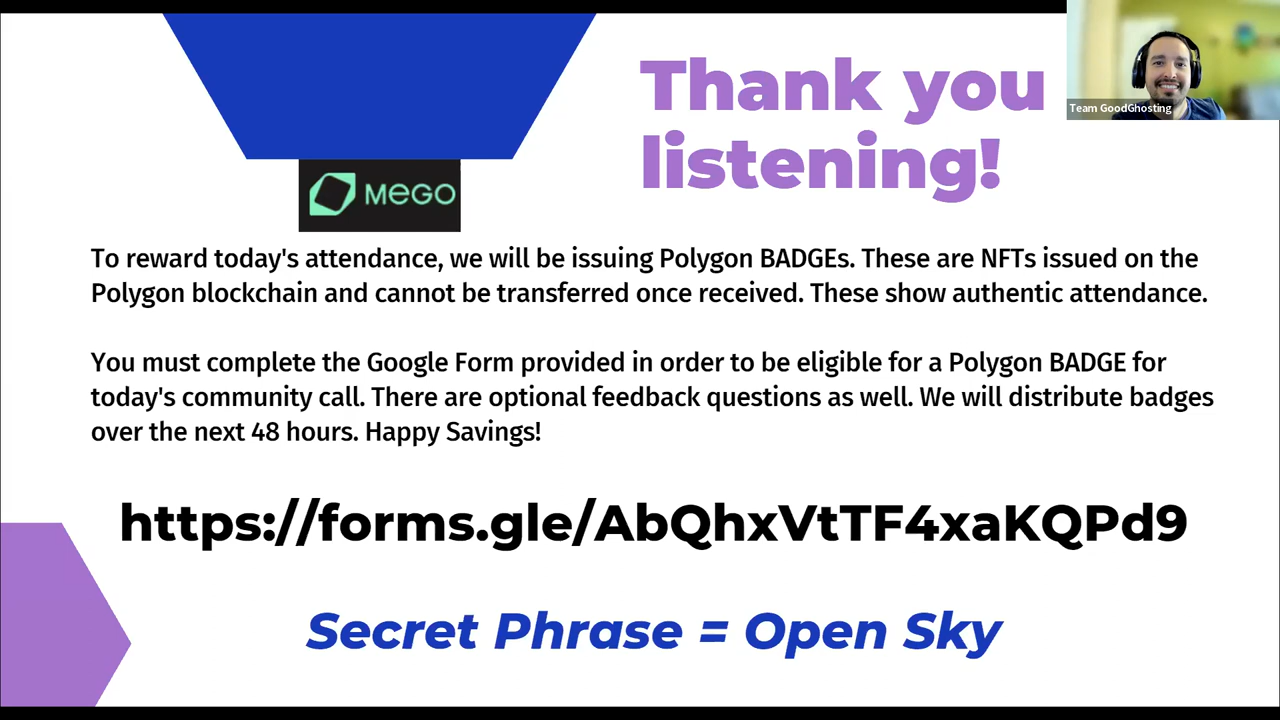 Thank you
listening!
Team GoodGhosting
MEGO
To reward today's attendance, we will be issuing Polygon BADGEs. These are NFTs issued on the
Polygon blockchain and cannot be transferred once received. These show authentic attendance.
You must complete the Google Form provided in order to be eligible for a Polygon BADGE for
today's community call. There are optional feedback questions as well. We will distribute badges
over the next 48 hours. Happy Savings!
https://forms.gle/AbQhxVtTF4xaKQPd9
Secret Phrase = Open Sky